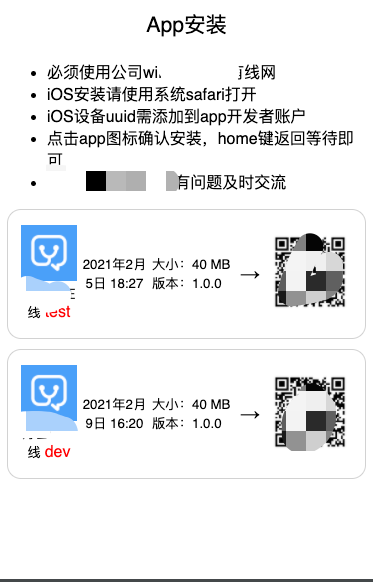 App安装
必须使用公司wi 线网
iOS安装请使用系统safari打开
iOS设备uuid需添加到app开发者账户
点击app图标确认安装，home键返回等待即
可
有问题及时交流
2021年2月 大小：40 MB
5日 18:27 版本：1.0.0
→
线 test
2021年2月 大小：40 MB
9日 16:20 版本：1.0.0
→
线 dev